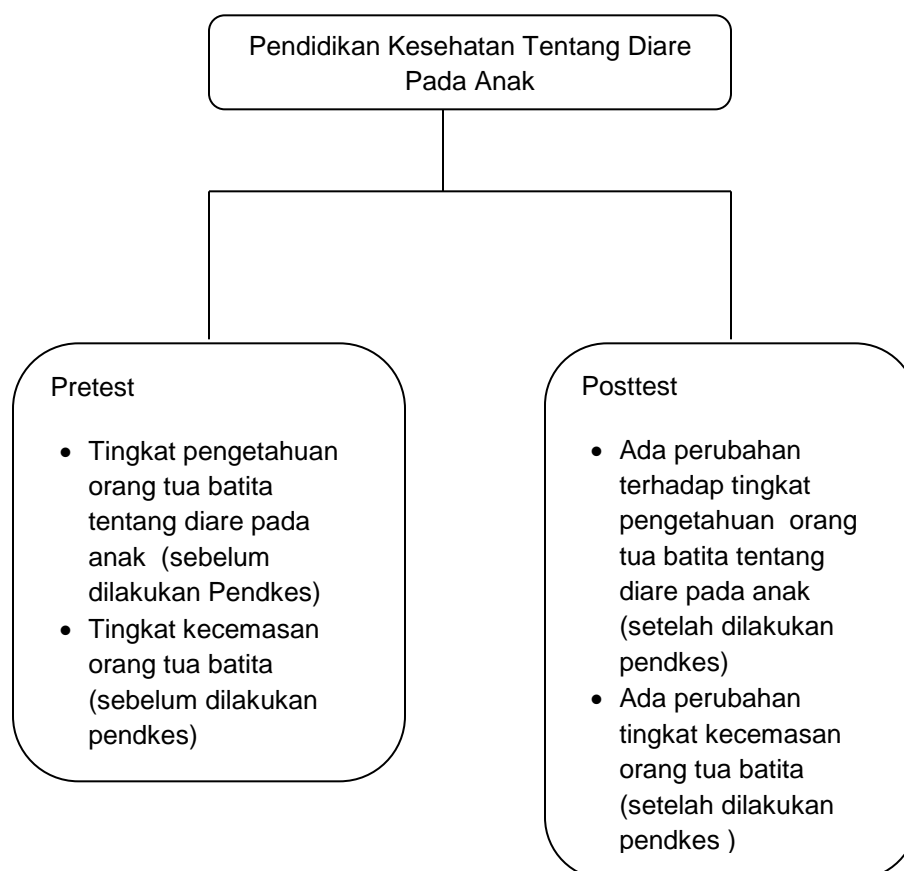 Pendidikan Kesehatan Tentang Diare
Pada Anak
Pretest
• Tingkat pengetahuan
orang tua batita
tentang diare pada
anak (sebelum
dilakukan Pendkes)
• Tingkat kecemasan
orang tua batita
(sebelum dilakukan
pendkes)
Posttest
• Ada perubahan
terhadap tingkat
pengetahuan orang
tua batita tentang
diare pada anak
(setelah dilakukan
pendkes)
• Ada perubahan
tingkat kecemasan
orang tua batita
(setelah dilakukan
pendkes )